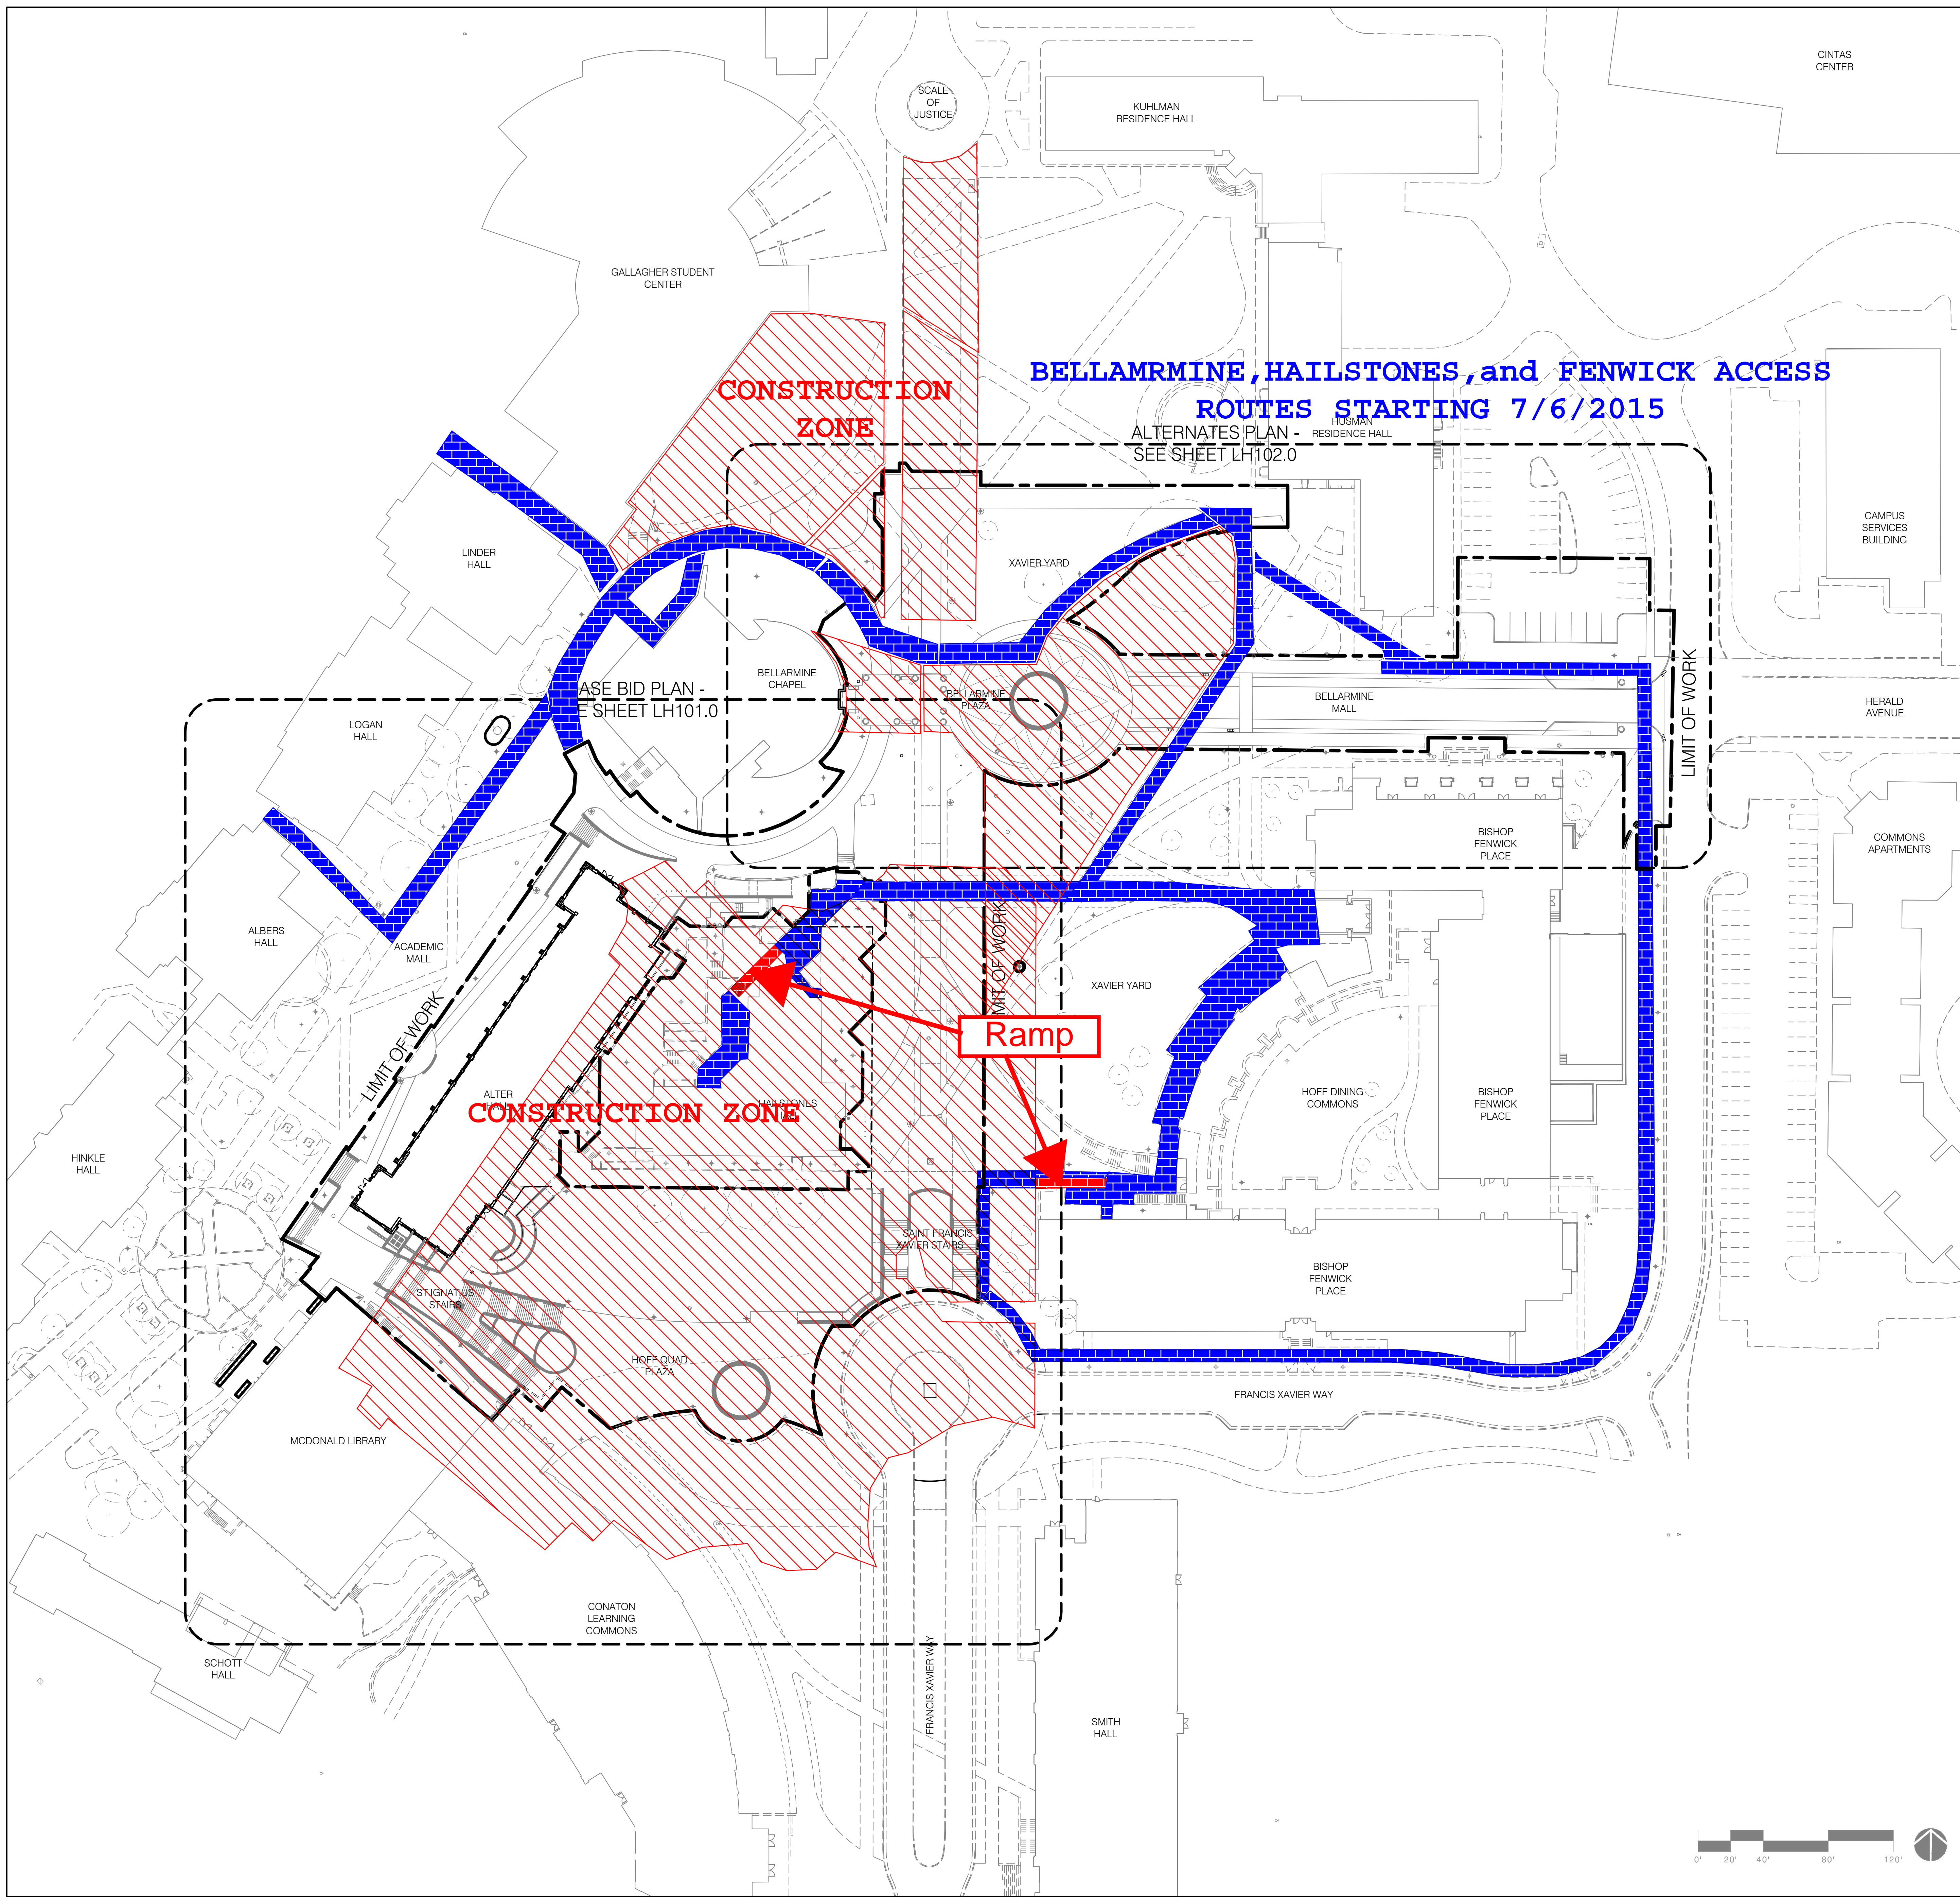 CINTAS
CENTER
SCALE
OF
JUSTICE
KUHLMAN
RESIDENCE HALL
GALLAGHER STUDENT
CENTER
CONSTRUCTION
ZONE
BELLAMRMINE,HAILSTONES,and FENWICK ACCESS
ROUTES STARTING 7/6/2015
HUSMAN
RESIDENCE HALL
ALTERNATES PLAN -
SEE SHEET LH102.0
CAMPUS
SERVICES
BUILDING
LINDER
HALL
XAVIER YARD
BELLARMINE
CHAPEL
ASE BID PLAN -
E SHEET LH101.0
BELLARMINE
PLAZA
BELLARMINE
MALL
LIMIT OF WORK
HERALD
AVENUE
LOGAN
HALL
BISHOP
FENWICK
PLACE
COMMONS
APARTMENTS
ALBERS
HALL
ACADEMIC
MALL
MIT OF WORK
XAVIER YARD
Ramp
LIMIT OF WORK
ALTER
HALL
CONSTRUCTION ZONE
HAILSTONES
HALL
HOFF DINING
COMMONS
BISHOP
FENWICK
PLACE
HINKLE
HALL
SAINT FRANCIS
XAVIER STAIRS
BISHOP
FENWICK
PLACE
ST.IGNATIUS
STAIRS
HOFF QUAD
PLAZA
FRANCIS XAVIER WAY
MCDONALD LIBRARY
CONATON
LEARNING
COMMONS
SCHOTT
HALL
FRANCIS XAVIER WAY
SMITH
HALL
0' 20' 40' 80' 120'